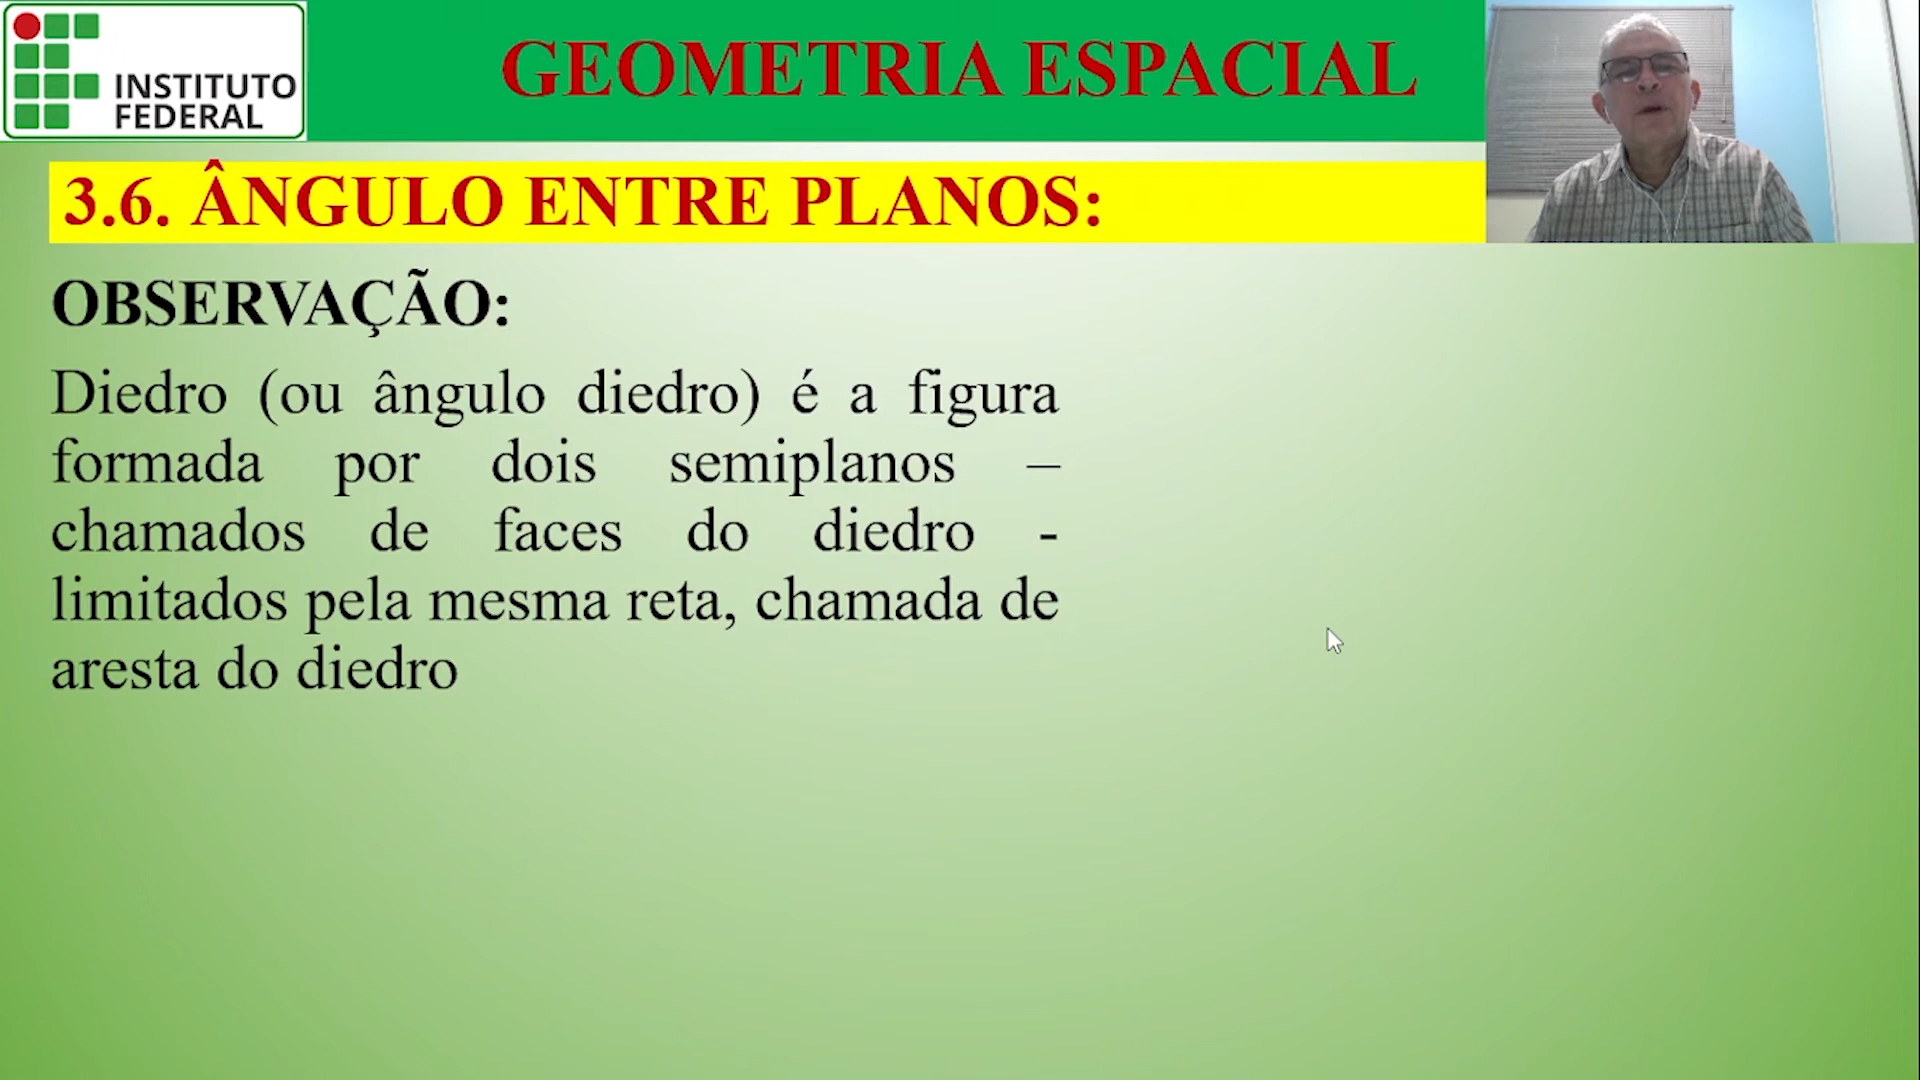 INSTITUTO
FEDERAL
GEOMETRIA ESPACIAL
3.6. ÂNGULO ENTRE PLANOS:
OBSERVAÇÃO:
Diedro (ou ângulo diedro) é a figura
formada por dois semiplanos –
chamados de faces do diedro -
limitados pela mesma reta, chamada de
aresta do diedro